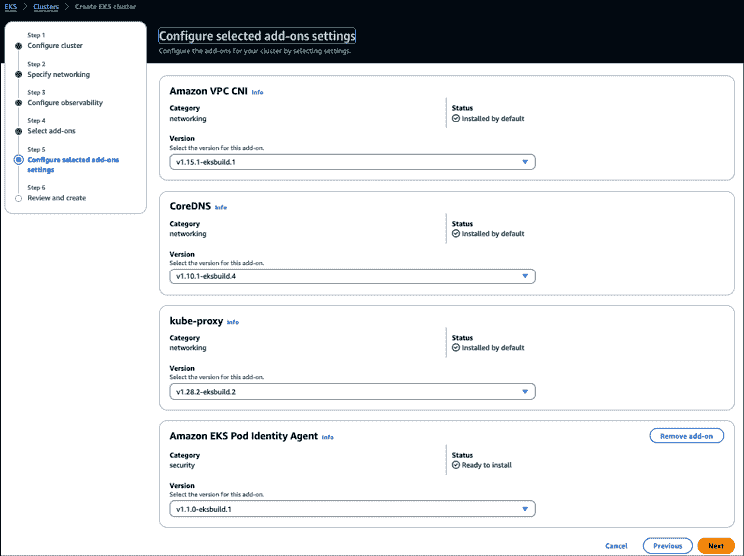 EKS > Clusters > Create EKS cluster
Step 1
Configure cluster
Step 2
Specify networking
Step 3
Configure observability
Step 4
Select add-ons
Step 5
Configure selected add-ons
settings
Step 6
Review and create
Configure selected add-ons settings
Configure the add-ons for your cluster by selecting settings.
Amazon VPC CNI Info
Category
networking
Status
Installed by default
Version
Select the version for this add-on.
v1.15.1-eksbuild.1
CoreDNS Info
Category
networking
Status
Installed by default
Version
Select the version for this add-on.
v1.10.1-eksbuild.4
kube-proxy Info
Category
networking
Status
Installed by default
Version
Select the version for this add-on.
v1.28.2-eksbuild.2
Amazon EKS Pod Identity Agent Info
Remove add-on
Category
security
Status
Ready to install
Version
Select the version for this add-on.
v1.1.0-eksbuild.1
Cancel
Previous
Next